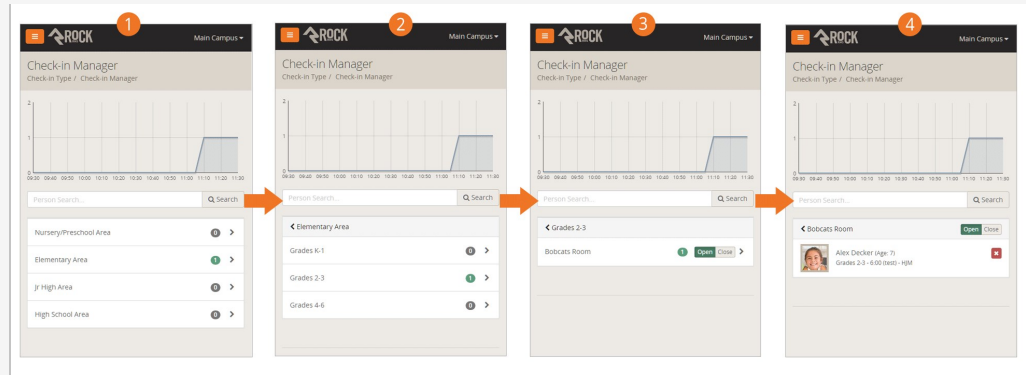 1
ROCK
Main Campus
Check-in Manager
Check-in Type / Check-in Manager
2
1
0
09:30 09:40 09:50 10:00 10:10 10:20 10:30 10:40 10:50 11:00 11:10 11:20 11:30
Person Search...
Search
Nursery/Preschool Area 0
Elementary Area 1
Jr High Area 0
High School Area 0
2
ROCK
Main Campus
Check-in Manager
Check-in Type / Check-in Manager
2
1
0
09:30 09:40 09:50 10:00 10:10 10:20 10:30 10:40 10:50 11:00 11:10 11:20 11:30
Person Search...
Search
Elementary Area
Grades K-1 0
Grades 2-3 1
Grades 4-6 0
3
ROCK
Main Campus
Check-in Manager
Check-in Type / Check-in Manager
2
1
0
09:30 09:40 09:50 10:00 10:10 10:20 10:30 10:40 10:50 11:00 11:10 11:20 11:30
Person Search...
Search
Grades 2-3
Bobcats Room 1 Open Close
4
ROCK
Main Campus
Check-in Manager
Check-in Type / Check-in Manager
2
1
0
09:30 09:40 09:50 10:00 10:10 10:20 10:30 10:40 10:50 11:00 11:10 11:20 11:30
Person Search...
Search
Bobcats Room Open Close
Alex Decker (Age: 7)
Grades 2-3 - 6:00 (test) - HJM